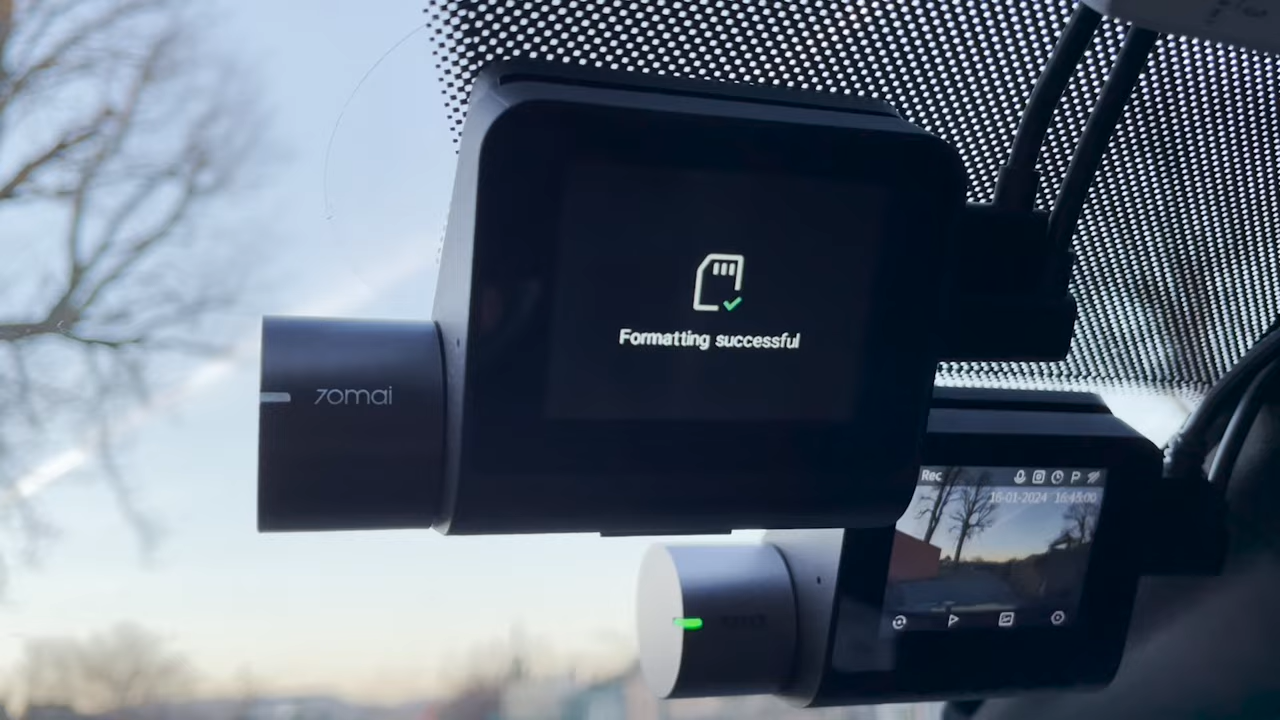 Formatting successful
70mai
Rec
P
16-01-2024 16:45:00